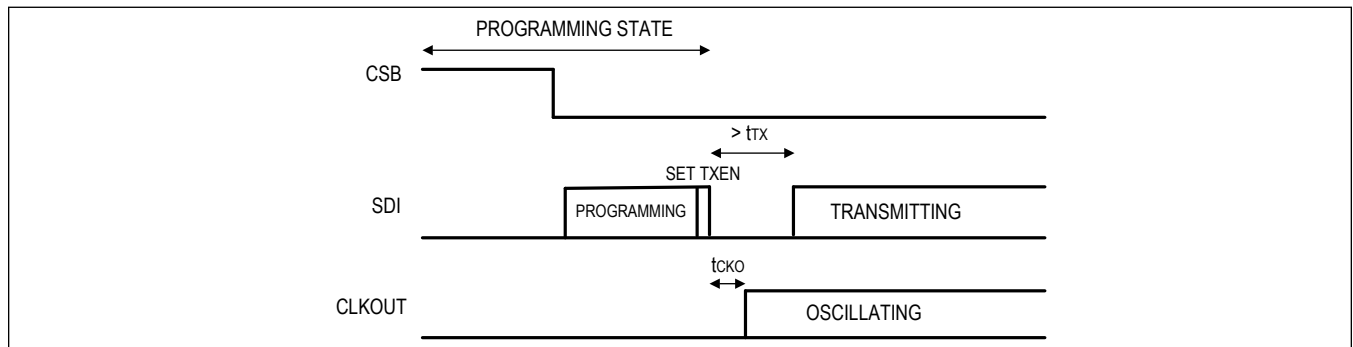 PROGRAMMING STATE
CSB
> tTX
SET TXEN
SDI
PROGRAMMING
TRANSMITTING
tCKO
CLKOUT
OSCILLATING